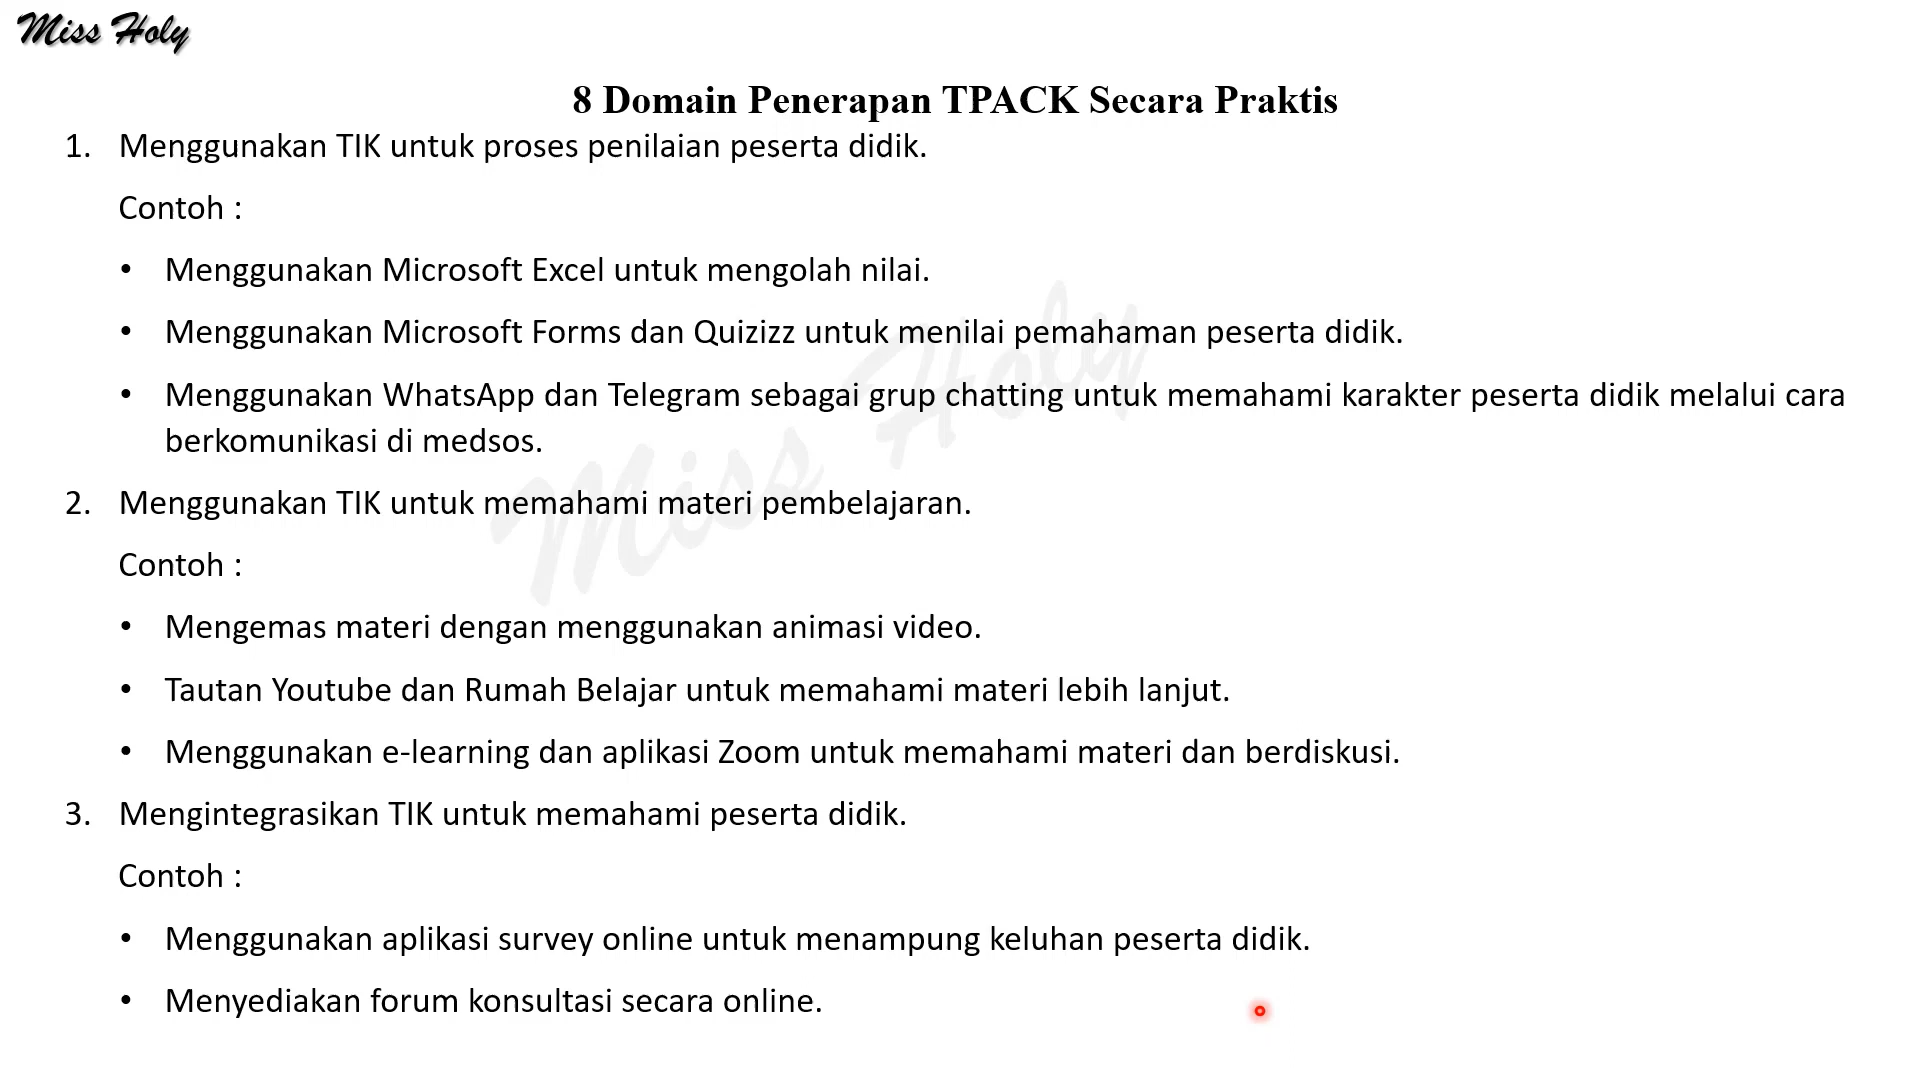 Miss Holy
8 Domain Penerapan TPACK Secara Praktis
1. Menggunakan TIK untuk proses penilaian peserta didik.
Contoh :
• Menggunakan Microsoft Excel untuk mengolah nilai.
• Menggunakan Microsoft Forms dan Quizizz untuk menilai pemahaman peserta didik.
• Menggunakan WhatsApp dan Telegram sebagai grup chatting untuk memahami karakter peserta didik melalui cara
berkomunikasi di medsos.
2. Menggunakan TIK untuk memahami materi pembelajaran.
Contoh :
• Mengemas materi dengan menggunakan animasi video.
• Tautan Youtube dan Rumah Belajar untuk memahami materi lebih lanjut.
• Menggunakan e-learning dan aplikasi Zoom untuk memahami materi dan berdiskusi.
3. Mengintegrasikan TIK untuk memahami peserta didik.
Contoh :
• Menggunakan aplikasi survey online untuk menampung keluhan peserta didik.
• Menyediakan forum konsultasi secara online.
Miss Holy